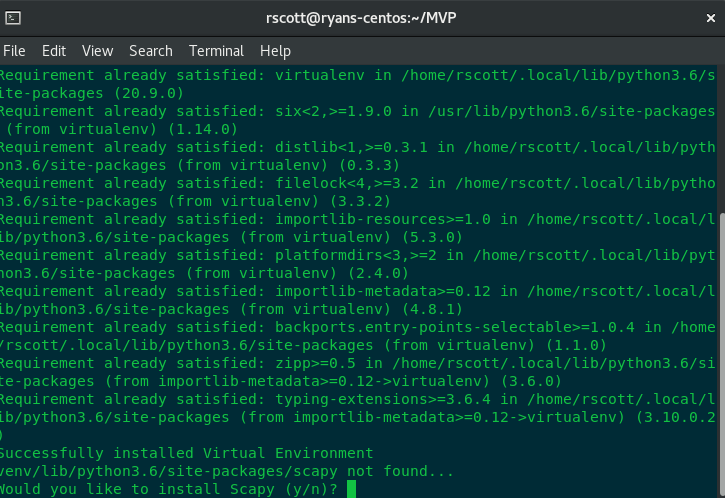 rscott@ryans-centos:~/MVP
File Edit View Search Terminal Help
Requirement already satisfied: virtualenv in /home/rscott/.local/lib/python3.6/s
ite-packages (20.9.0)
Requirement already satisfied: six<2,>=1.9.0 in /usr/lib/python3.6/site-packages
(from virtualenv) (1.14.0)
Requirement already satisfied: distlib<1,>=0.3.1 in /home/rscott/.local/lib/pyth
on3.6/site-packages (from virtualenv) (0.3.3)
Requirement already satisfied: filelock<4,>=3.2 in /home/rscott/.local/lib/pytho
n3.6/site-packages (from virtualenv) (3.3.2)
Requirement already satisfied: importlib-resources>=1.0 in /home/rscott/.local/l
ib/python3.6/site-packages (from virtualenv) (5.3.0)
Requirement already satisfied: platformdirs<3,>=2 in /home/rscott/.local/lib/pyt
hon3.6/site-packages (from virtualenv) (2.4.0)
Requirement already satisfied: importlib-metadata>=0.12 in /home/rscott/.local/l
ib/python3.6/site-packages (from virtualenv) (4.8.1)
Requirement already satisfied: backports.entry-points-selectable>=1.0.4 in /home
/rscott/.local/lib/python3.6/site-packages (from virtualenv) (1.1.0)
Requirement already satisfied: zipp>=0.5 in /home/rscott/.local/lib/python3.6/si
te-packages (from importlib-metadata>=0.12->virtualenv) (3.6.0)
Requirement already satisfied: typing-extensions>=3.6.4 in /home/rscott/.local/l
ib/python3.6/site-packages (from importlib-metadata>=0.12->virtualenv) (3.10.0.2
)
Successfully installed Virtual Environment
venv/lib/python3.6/site-packages/scapy not found...
Would you like to install Scapy (y/n)?